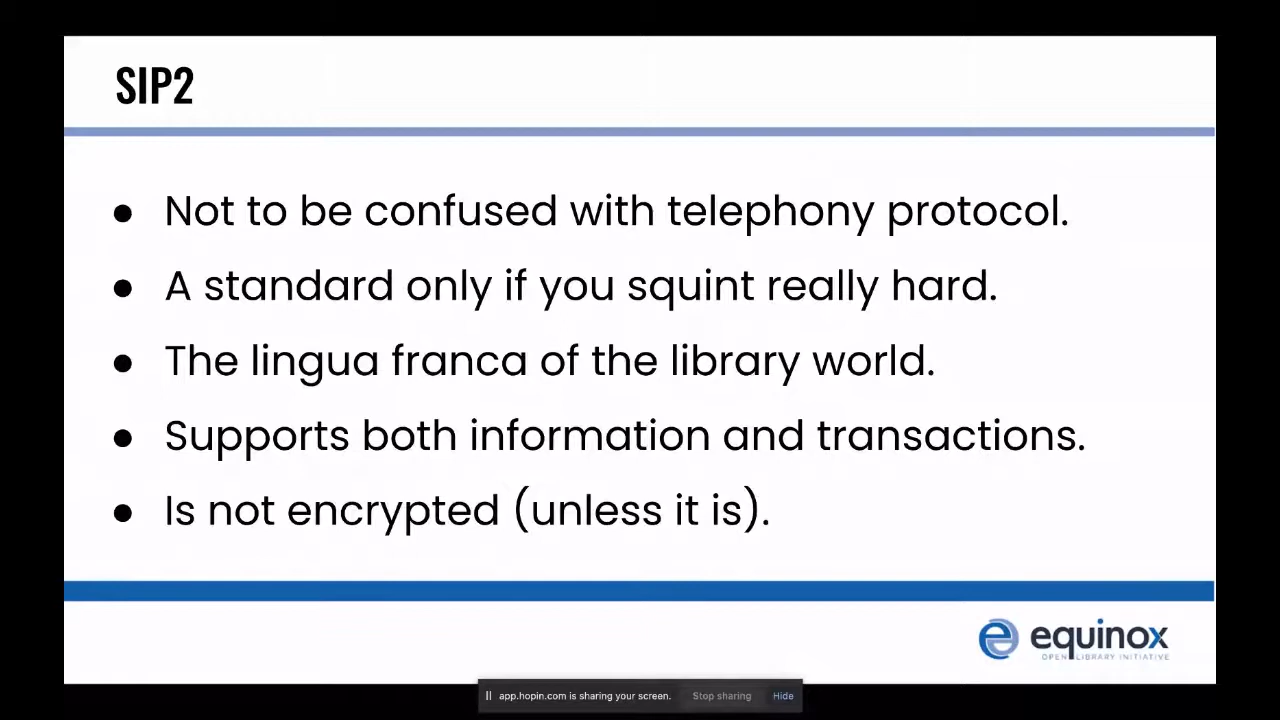 SIP2
● Not to be confused with telephony protocol.
● A standard only if you squint really hard.
● The lingua franca of the library world.
● Supports both information and transactions.
● Is not encrypted (unless it is).
equinox
OPEN LIBRARY INITIATIVE
|| app.hopin.com is sharing your screen. Stop sharing Hide